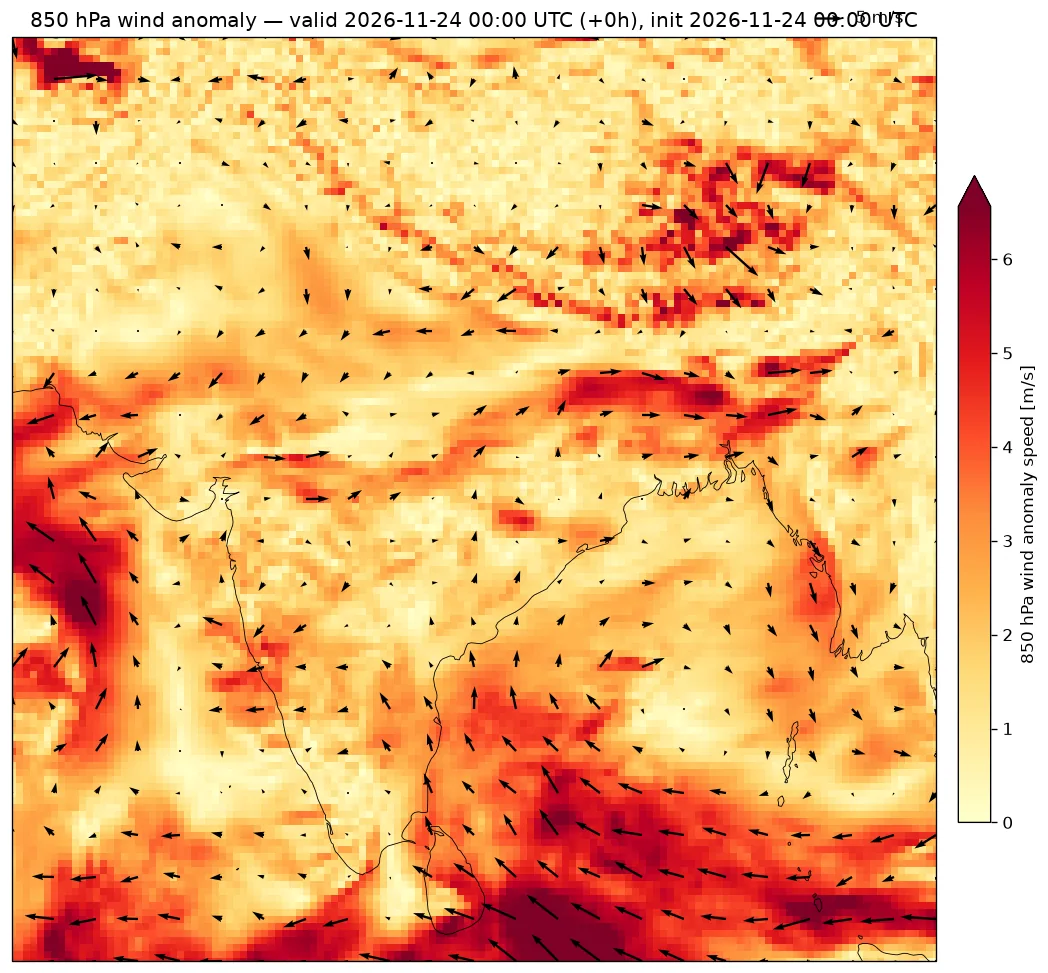 850 hPa wind anomaly — valid 2026-11-24 00:00 UTC (+0h), init 2026-11-24 00:00 UTC
5 m/s
6
5
4
3
2
1
0
850 hPa wind anomaly speed [m/s]